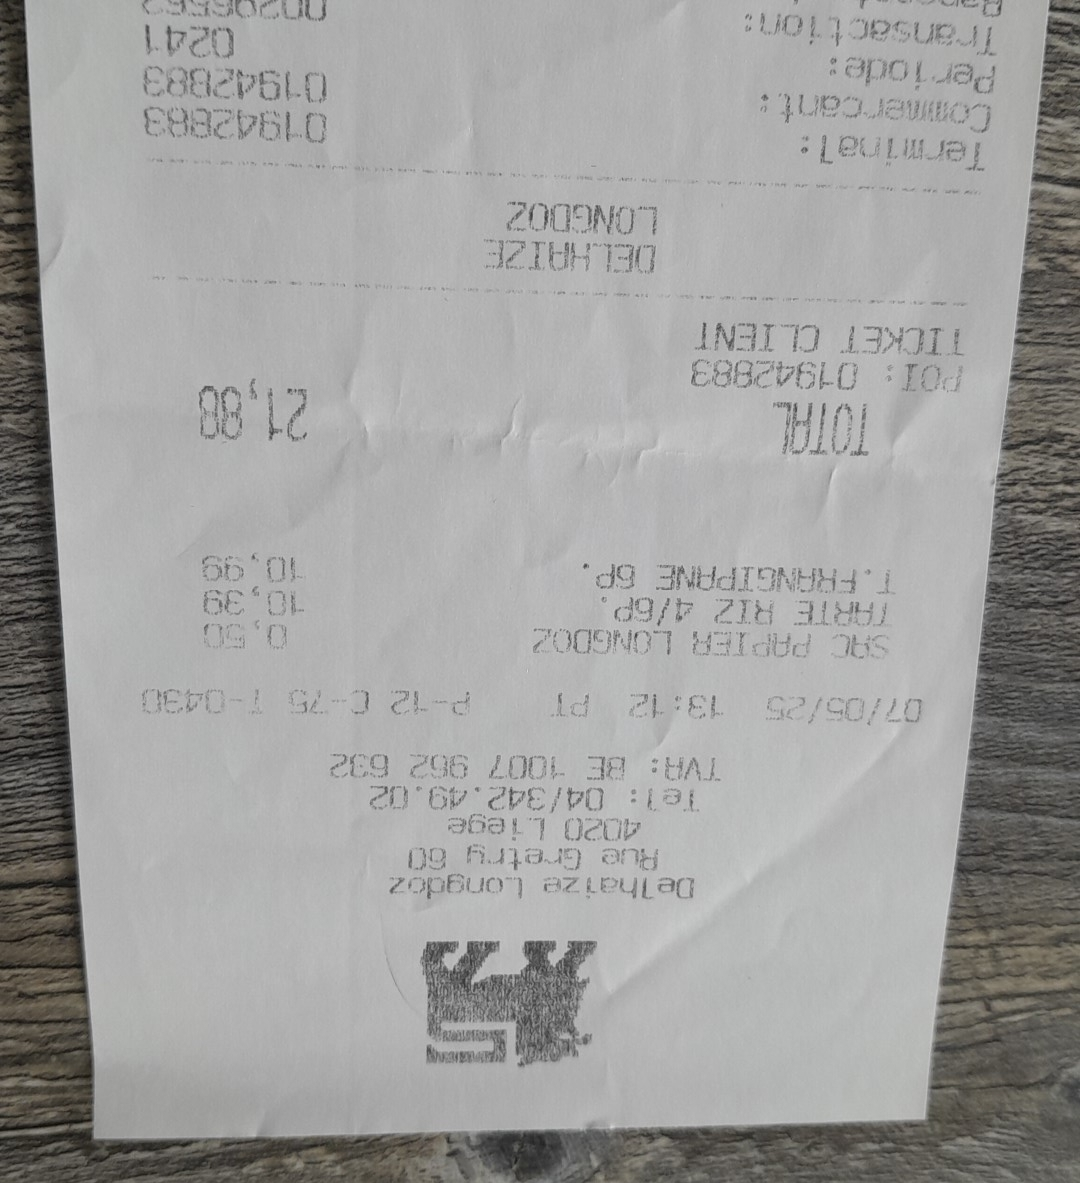 Delhaize Longdoz
Rue Gretry 60
4020 Liege
Tel: 04/342.49.02
TVA: BE 1007 962 632
07/05/25 13:12 PT P-12 C-75 T-0430
SAC PAPIER LONGDOZ 0,50
TARTE RIZ 4/6P. 10,39
T.FRANGIPANE 6P. 10,99
TOTAL 21,88
POI: 01942883
TICKET CLIENT
DELHAIZE
LONGDOZ
Terminal: 01942883
Commercant: 01942883
Periode: 0241
Transaction: 00296562